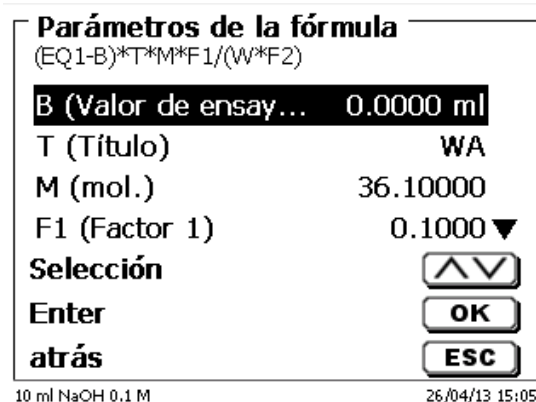 Parámetros de la fórmula
(EQ1-B)*T*M*F1/(W*F2)
B (Valor de ensay... 0.0000 ml
T (Título) WA
M (mol.) 36.10000
F1 (Factor 1) 0.1000▼
Selección
Enter OK
atrás ESC
10 ml NaOH 0.1 M 26/04/13 15:05